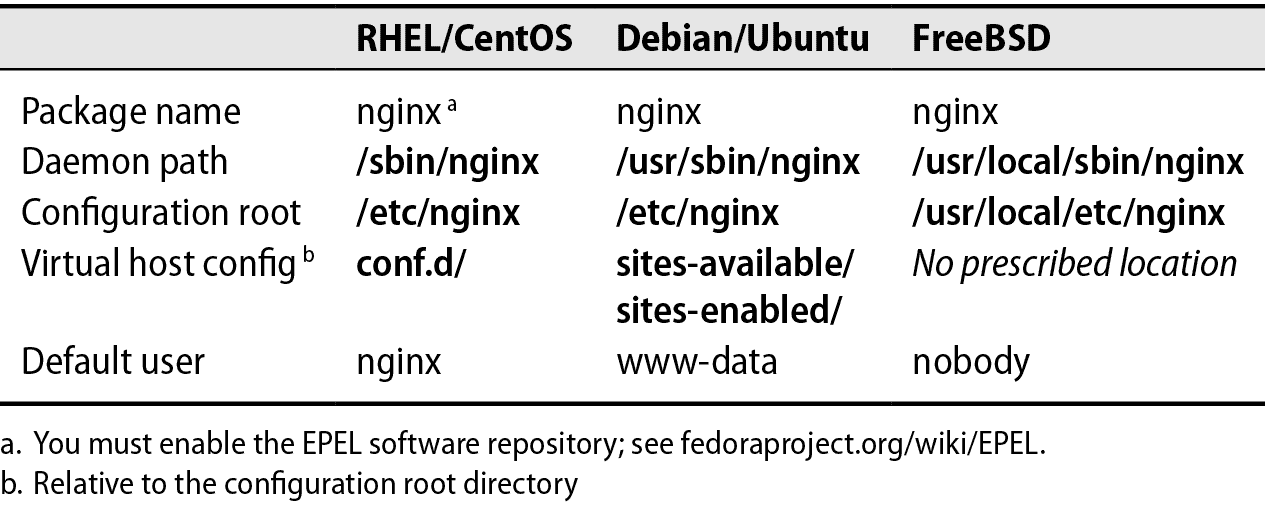 RHEL/CentOS Debian/Ubuntu FreeBSD
Package name nginx a nginx nginx
Daemon path /sbin/nginx /usr/sbin/nginx /usr/local/sbin/nginx
Configuration root /etc/nginx /etc/nginx /usr/local/etc/nginx
Virtual host config b conf.d/ sites-available/ No prescribed location
sites-enabled/
Default user nginx www-data nobody
a. You must enable the EPEL software repository; see fedoraproject.org/wiki/EPEL.
b. Relative to the configuration root directory